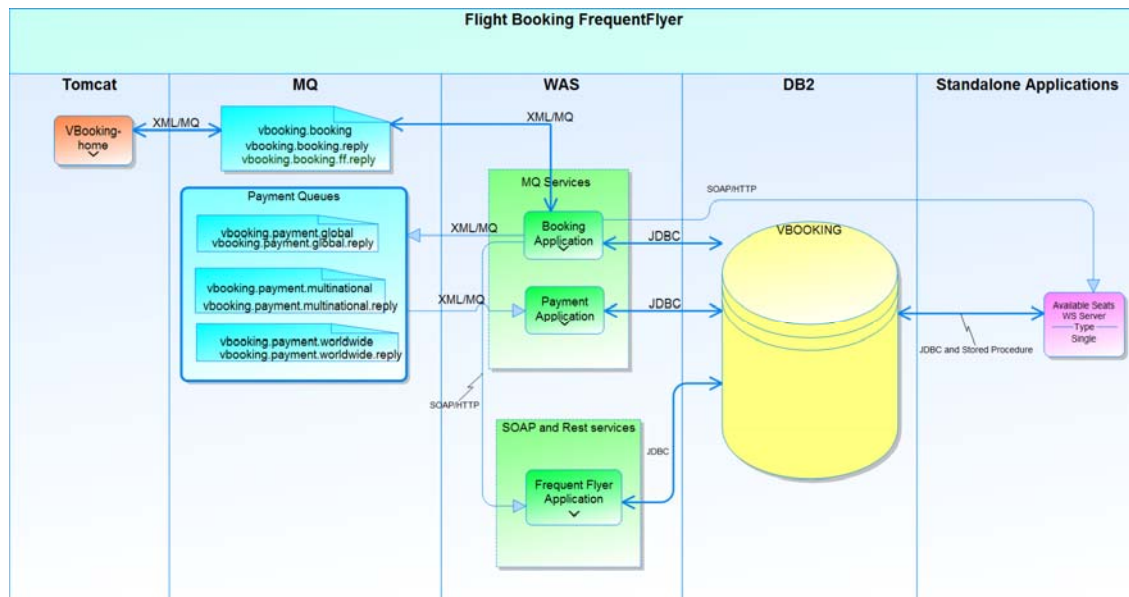 Flight Booking FrequentFlyer
Tomcat
MQ
WAS
DB2
Standalone Applications
VBooking-
home
XML/MQ
vbooking.booking
vbooking.booking.reply
vbooking.booking.ff.reply
XML/MQ
Payment Queues
vbooking.payment.global
vbooking.payment.global.reply
vbooking.payment.multinational
vbooking.payment.multinational.reply
vbooking.payment.worldwide
vbooking.payment.worldwide.reply
XML/MQ
XML/MQ
MQ Services
Booking
Application
Payment
Application
SOAP/HTTP
JDBC
JDBC
SOAP/HTTP
SOAP and Rest services
Frequent Flyer
Application
JDBC
VBOOKING
JDBC and Stored Procedure
Available Seats
WS Server
Type
Single